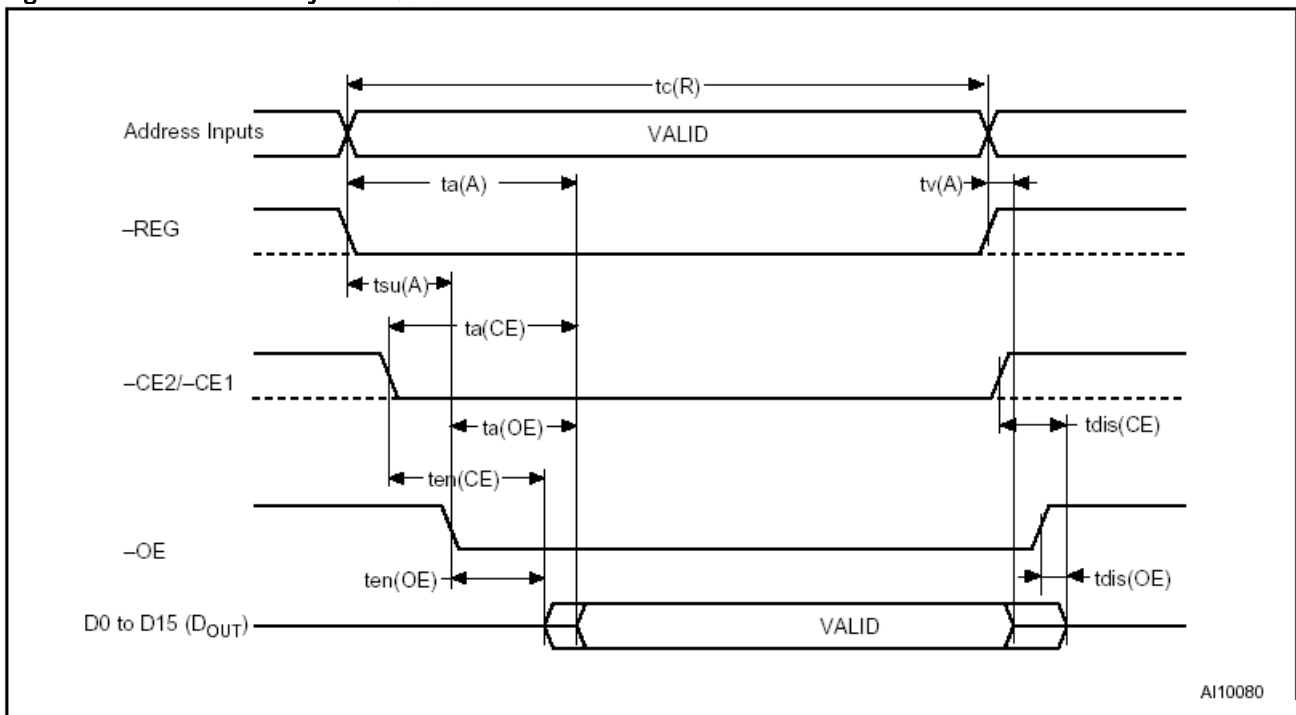 tc(R)
Address Inputs VALID
ta(A) tv(A)
–REG
tsu(A)
ta(CE)
–CE2/–CE1
ta(OE) tdis(CE)
ten(CE)
–OE
ten(OE) tdis(OE)
D0 to D15 (DOUT) VALID
AI10080